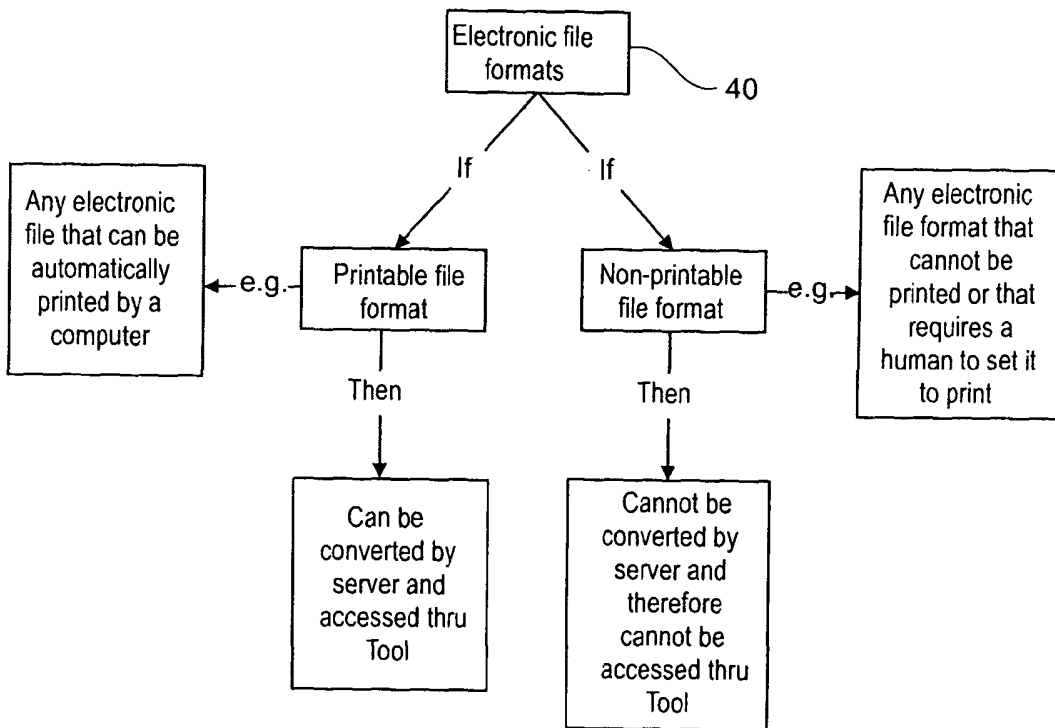 Electronic file
formats
40
If
If
Any electronic
file that can be
automatically
printed by a
computer
e.g.
Printable file
format
Non-printable
file format
e.g.
Any electronic
file format that
cannot be
printed or that
requires a
human to set it
to print
Then
Then
Can be
converted by
server and
accessed thru
Tool
Cannot be
converted by
server and
therefore
cannot be
accessed thru
Tool